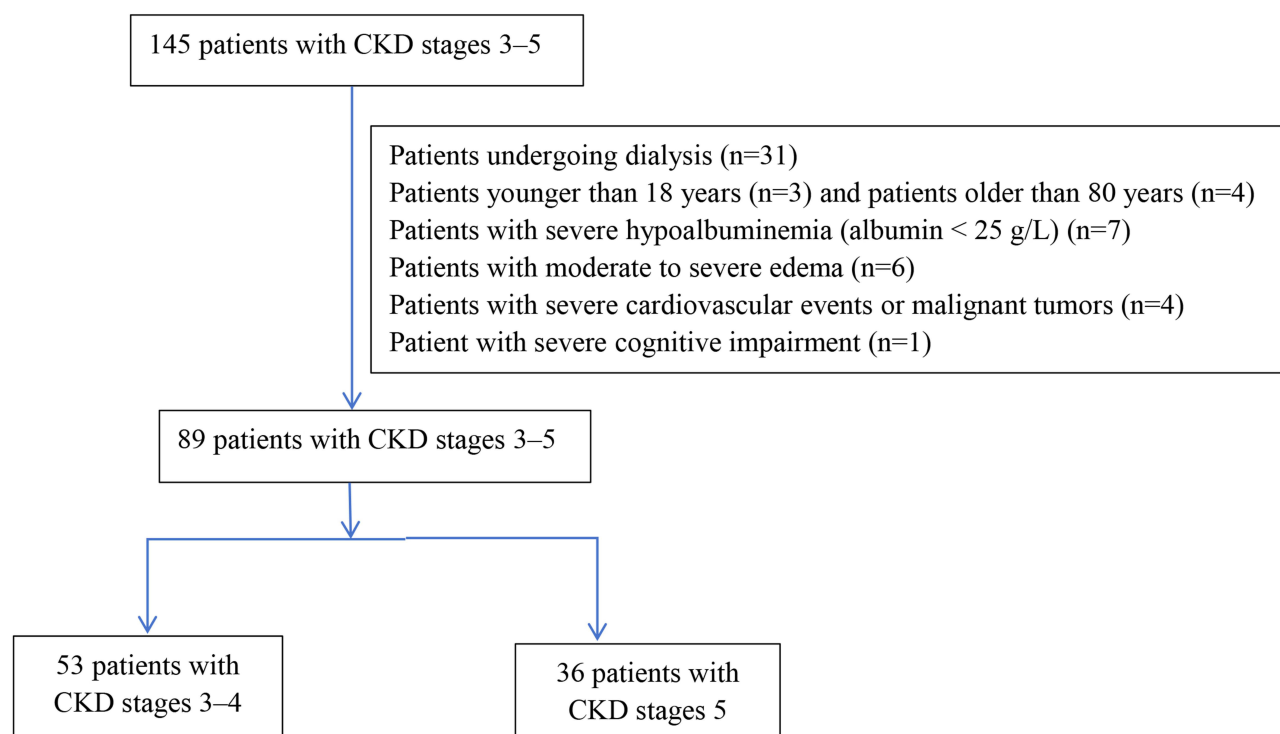 145 patients with CKD stages 3–5
Patients undergoing dialysis (n=31)
Patients younger than 18 years (n=3) and patients older than 80 years (n=4)
Patients with severe hypoalbuminemia (albumin < 25 g/L) (n=7)
Patients with moderate to severe edema (n=6)
Patients with severe cardiovascular events or malignant tumors (n=4)
Patient with severe cognitive impairment (n=1)
89 patients with CKD stages 3–5
53 patients with
CKD stages 3–4
36 patients with
CKD stages 5